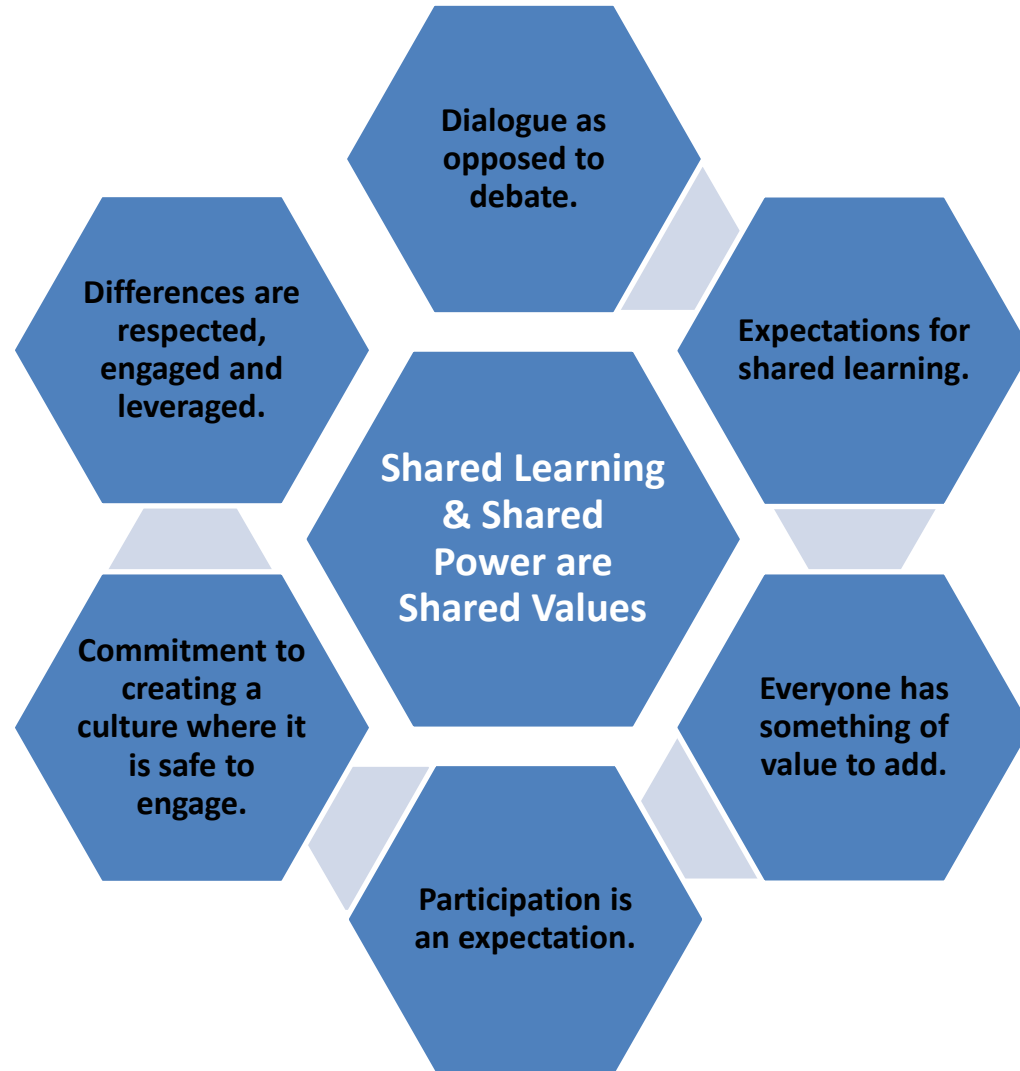 Dialogue as
opposed to
debate.
Expectations for
shared learning.
Everyone has
something of
value to add.
Participation is
an expectation.
Commitment to
creating a
culture where it
is safe to
engage.
Differences are
respected,
engaged and
leveraged.
Shared Learning
& Shared
Power are
Shared Values